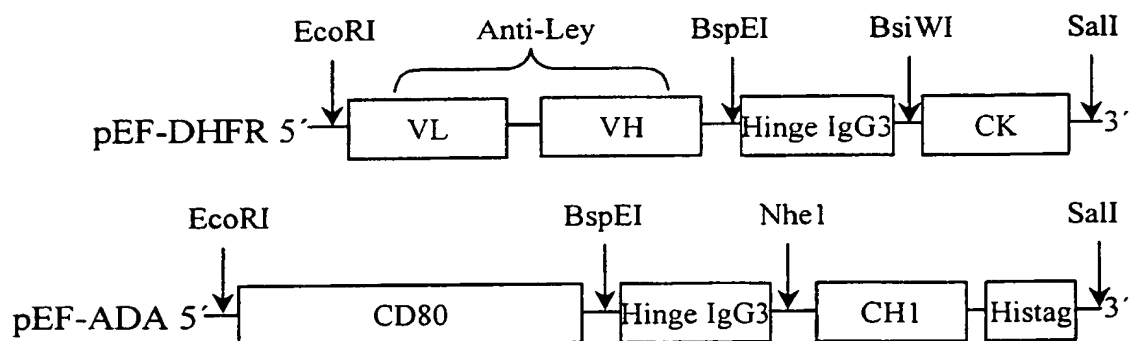 EcoRI Anti-Ley BspEI BsiWI SalI
pEF-DHFR 5´ VL VH Hinge IgG3 CK 3´
EcoRI BspEI Nhe1 SalI
pEF-ADA 5´ CD80 Hinge IgG3 CH1 Histag 3´